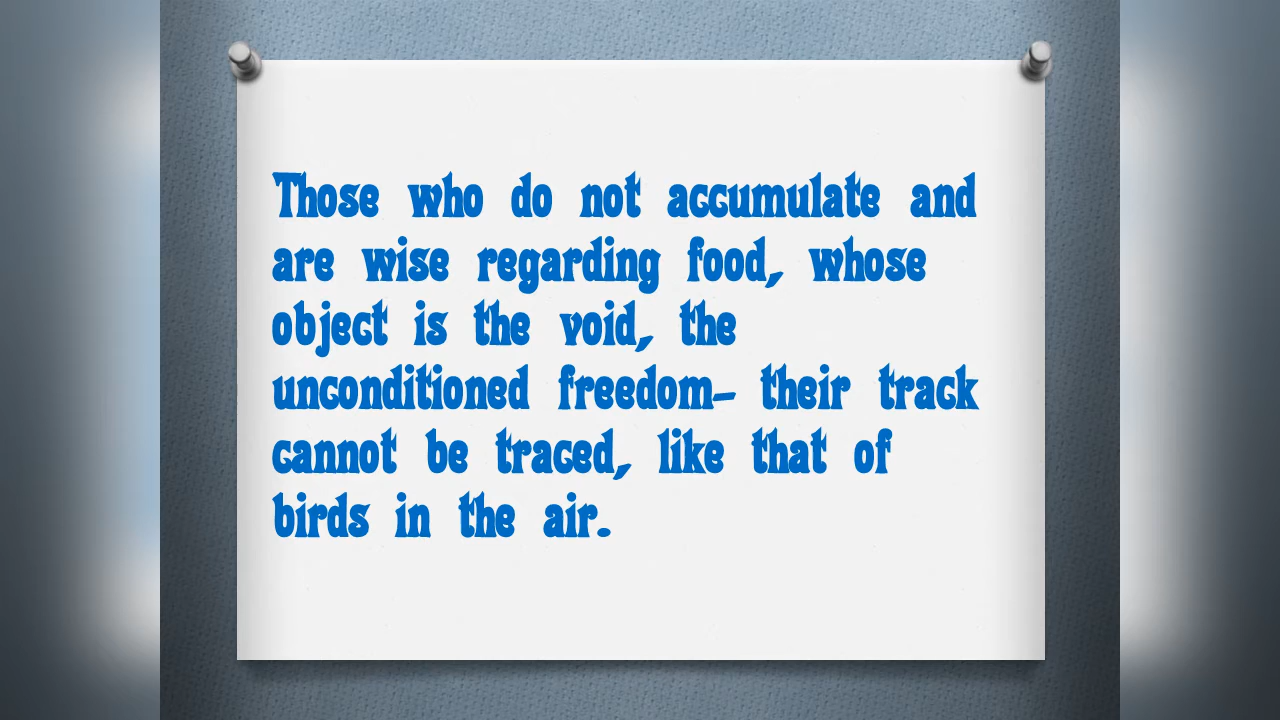 Those who do not accumulate and
are wise regarding food, whose
object is the void, the
unconditioned freedom– their track
cannot be traced, like that of
birds in the air.